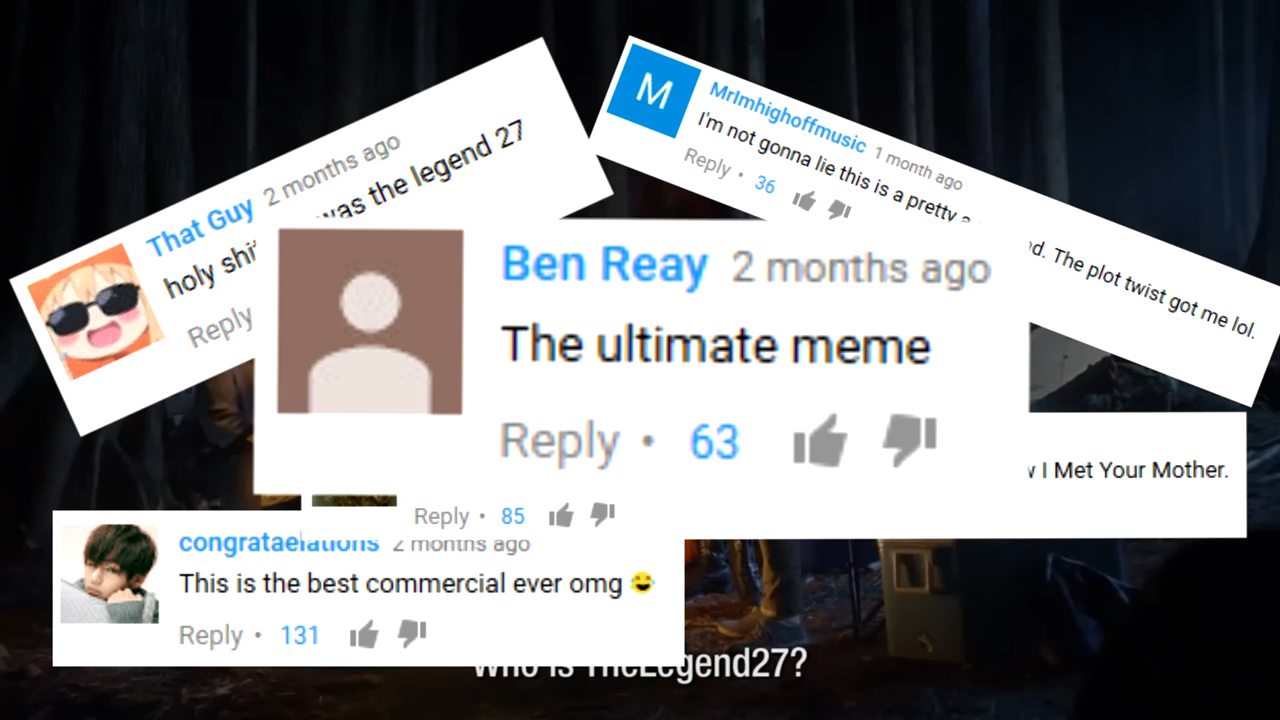 That Guy 2 months ago
holy shi
was the legend 27
Reply
M
MrImhighoffmusic 1 month ago
I'm not gonna lie this is a pretty
The plot twist got me lol.
Reply • 36
Ben Reay 2 months ago
The ultimate meme
Reply • 63
I Met Your Mother.
Reply • 85
congrataelations 2 months ago
This is the best commercial ever omg 😂
Reply • 131
Who is TheLegend27?